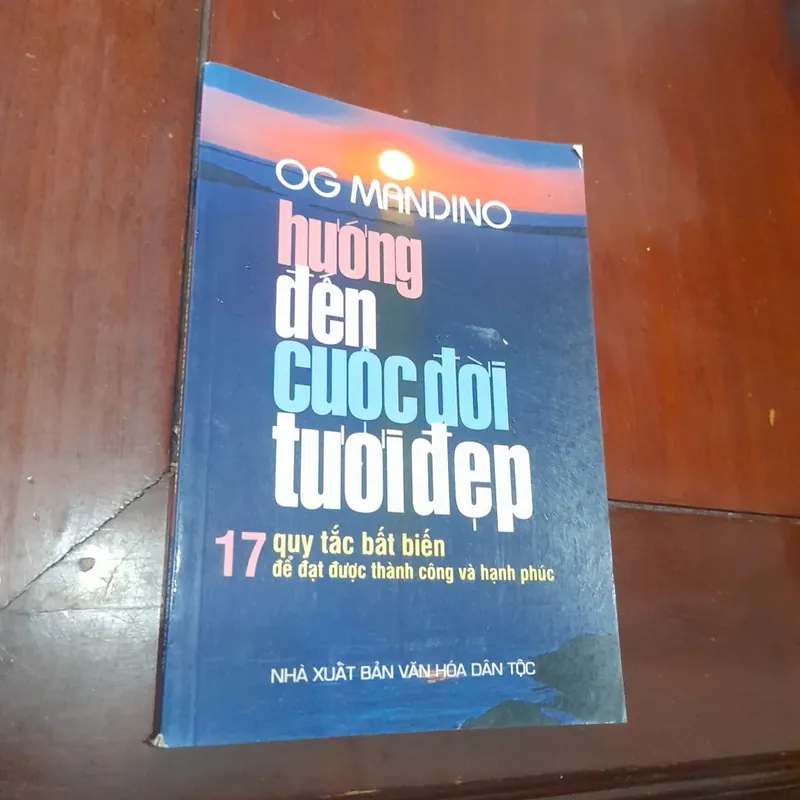 OG MANDINO
hướng
đến
cuộc đời
tươi đẹp
17 quy tắc bất biến
để đạt được thành công và hạnh phúc
NHÀ XUẤT BẢN VĂN HÓA DÂN TỘC